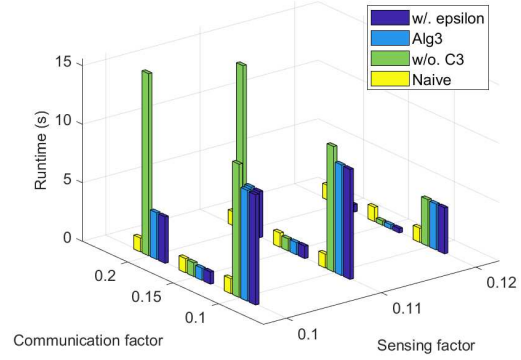 w/. epsilon
Alg3
w/o. C3
Naive
15
10
5
0
Runtime (s)
0.2
0.15
0.1
Communication factor
0.1
0.11
0.12
Sensing factor